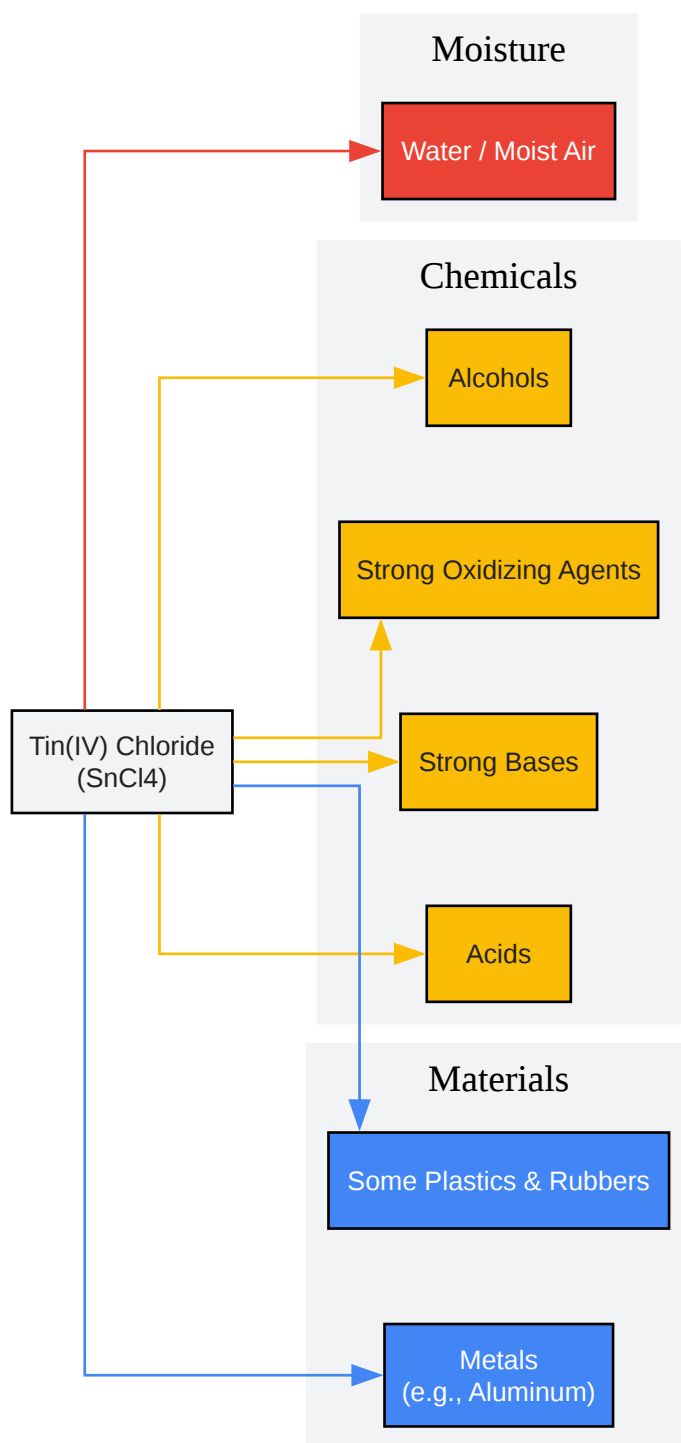 Moisture
Water / Moist Air
Chemicals
Alcohols
Strong Oxidizing Agents
Tin(IV) Chloride
(SnCl4)
Strong Bases
Acids
Materials
Some Plastics & Rubbers
Metals
(e.g., Aluminum)